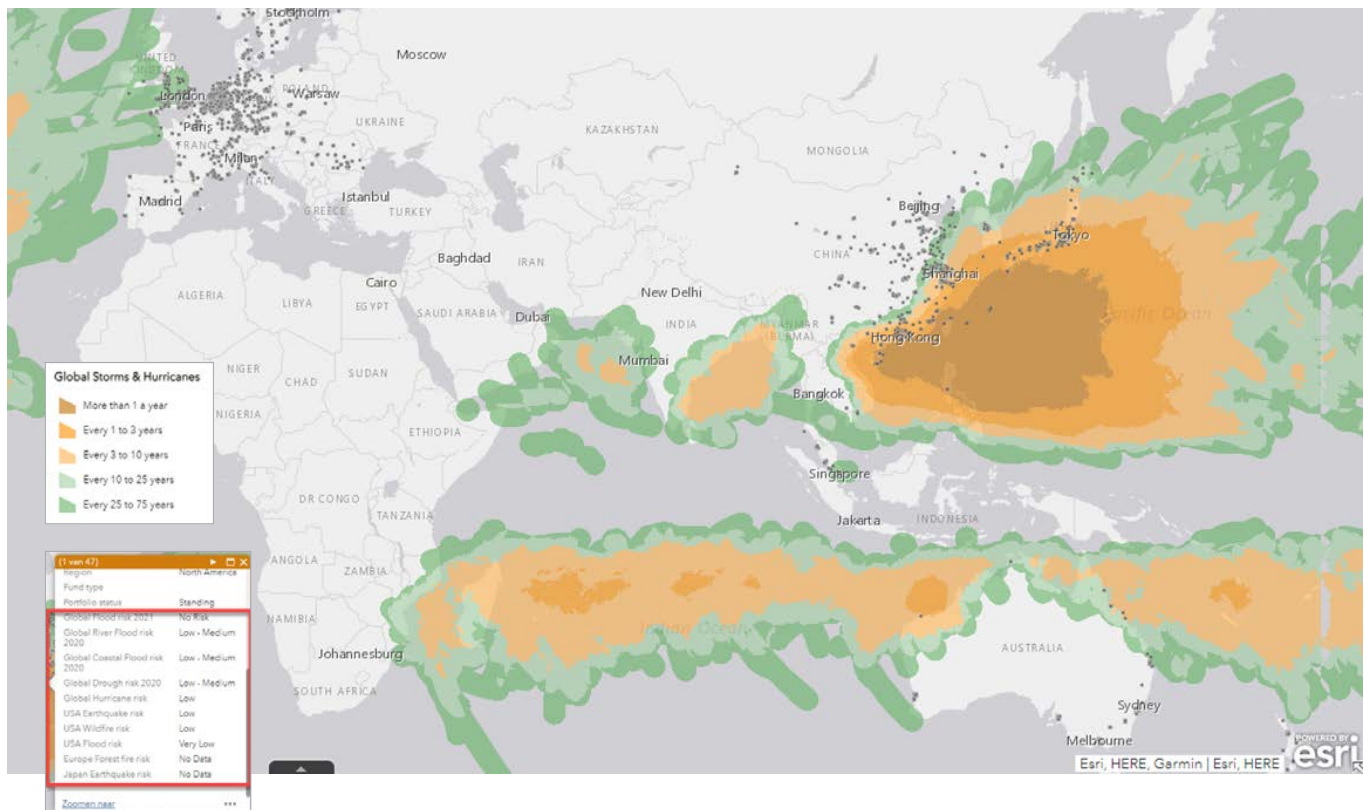 Stockholm
Moscow
UNITED
KINGDOM
London
POLAND
Warsaw
Paris
FRANCE
UKRAINE
KAZAKHSTAN
MONGOLIA
Milan
ITALY
Madrid
Istanbul
GREECE
TURKEY
Beijing
Tokyo
Baghdad
IRAN
CHINA
Shanghai
Cairo
ALGERIA
LIBYA
EGYPT
SAUDI ARABIA
Dubai
New Delhi
INDIA
MYANMAR
(BURMA)
Hong Kong
Pacific Ocean
Mumbai
Global Storms & Hurricanes
More than 1 a year
Every 1 to 3 years
Every 3 to 10 years
Every 10 to 25 years
Every 25 to 75 years
NIGER
CHAD
SUDAN
NIGERIA
ETHIOPIA
Bangkok
Singapore
DR CONGO
TANZANIA
Jakarta
INDONESIA
ANGOLA
ZAMBIA
NAMIBIA
Indian Ocean
Johannesburg
SOUTH AFRICA
AUSTRALIA
Sydney
Melbourne
(1 van 47)
Region North America
Fund type
Portfolio status Standing
Global Flood risk 2021 No Risk
Global River Flood risk Low - Medium
2020
Global Coastal Flood risk Low - Medium
2020
Global Drough risk 2020 Low - Medium
Global Hurricane risk Low
USA Earthquake risk Low
USA Wildfire risk Low
USA Flood risk Very Low
Europe Forest fire risk No Data
Japan Earthquake risk No Data
Zoomen naar
Esri, HERE, Garmin | Esri, HERE
POWERED BY
esri